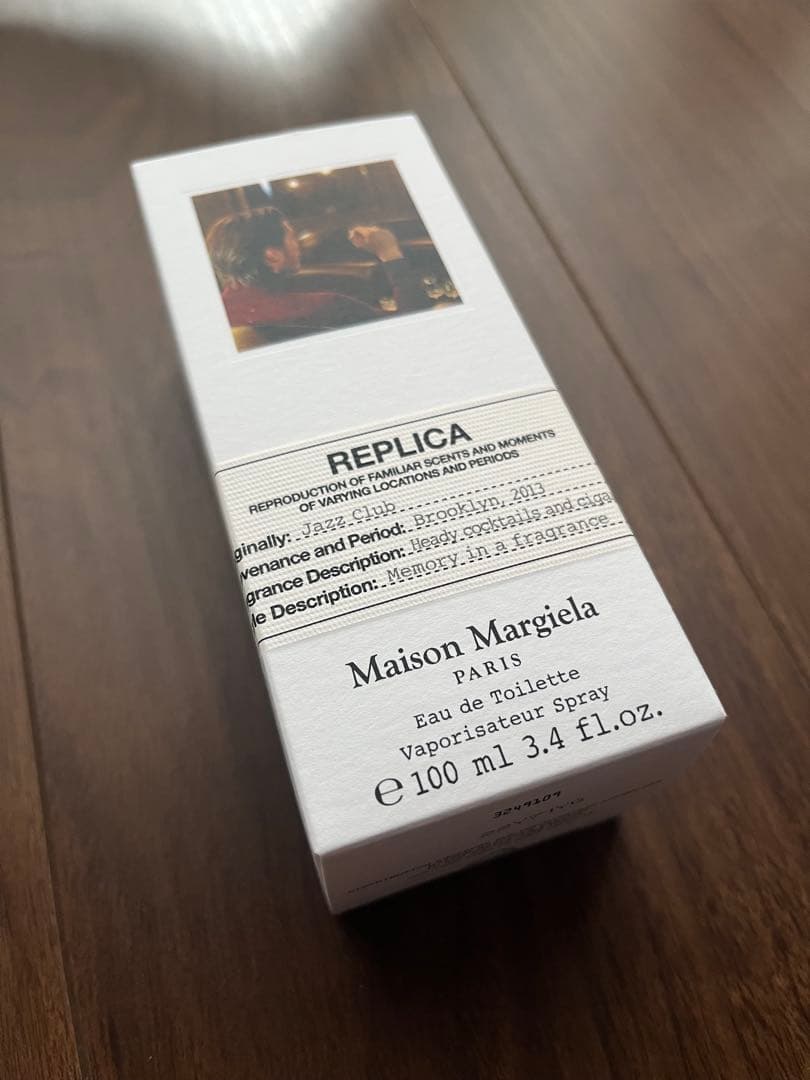 REPLICA
REPRODUCTION OF FAMILIAR SCENTS AND MOMENTS
OF VARYING LOCATIONS AND PERIODS
ginally: Jazz Club
venance and Period: Brooklyn, 2013
grance Description: Heady cocktails and ciga
le Description: Memory in a fragrance
Maison Margiela
PARIS
Eau de Toilette
Vaporisateur Spray
℮ 100 ml 3.4 fl.oz.
3249109